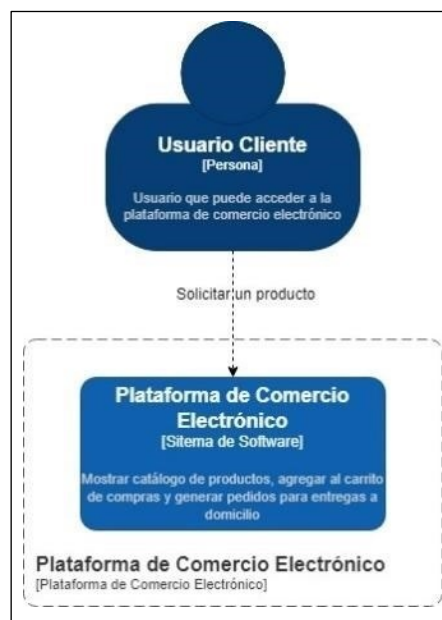 Usuario Cliente
[Persona]
Usuario que puede acceder a la
plataforma de comercio electrónico
Solicitar un producto
Plataforma de Comercio
Electrónico
[Sitema de Software]
Mostrar catálogo de productos, agregar al carrito
de compras y generar pedidos para entregas a
domicilio
Plataforma de Comercio Electrónico
[Plataforma de Comercio Electrónico]